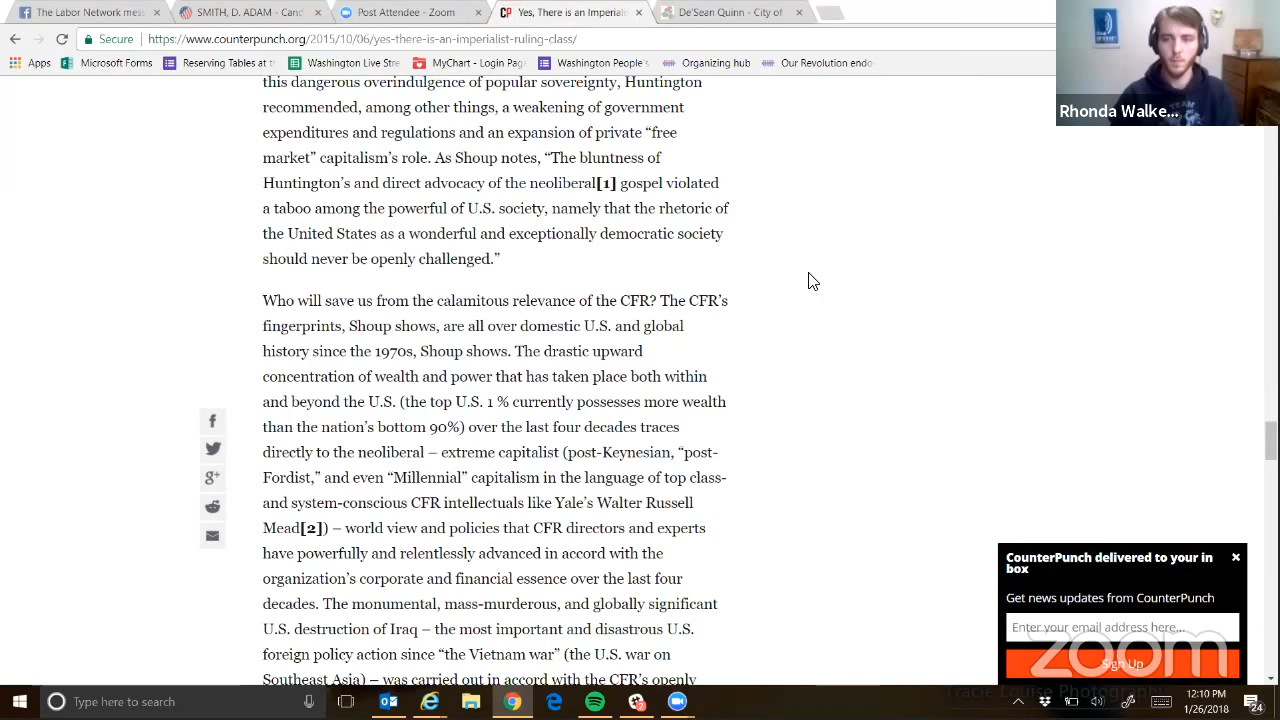 The Labor Network
SMITH, D. ADAM - Can
Post Attendee - Zoom
Yes, There is an Imperial
De'Sean Quinn - City of
Secure
https://www.counterpunch.org/2015/10/06/yes-there-is-an-imperialist-ruling-class/
Apps
Microsoft Forms
Reserving Tables at
Washington Live Stre
MyChart - Login Page
Washington People's
Organizing hub
Our Revolution endo
Rhonda Walke...
this dangerous overindulgence of popular sovereignty, Huntington
recommended, among other things, a weakening of government
expenditures and regulations and an expansion of private “free
market” capitalism’s role. As Shoup notes, “The bluntness of
Huntington’s and direct advocacy of the neoliberal[1] gospel violated
a taboo among the powerful of U.S. society, namely that the rhetoric of
the United States as a wonderful and exceptionally democratic society
should never be openly challenged.”
Who will save us from the calamitous relevance of the CFR? The CFR’s
fingerprints, Shoup shows, are all over domestic U.S. and global
history since the 1970s, Shoup shows. The drastic upward
concentration of wealth and power that has taken place both within
and beyond the U.S. (the top U.S. 1 % currently possesses more wealth
than the nation’s bottom 90%) over the last four decades traces
directly to the neoliberal – extreme capitalist (post-Keynesian, “post-
Fordist,” and even “Millennial” capitalism in the language of top class-
and system-conscious CFR intellectuals like Yale’s Walter Russell
Mead[2]) – world view and policies that CFR directors and experts
have powerfully and relentlessly advanced in accord with the
organization’s corporate and financial essence over the last four
decades. The monumental, mass-murderous, and globally significant
U.S. destruction of Iraq – the most important and disastrous U.S.
foreign policy action since “the Vietnam war” (the U.S. war on
Southeast Asia) – was carried out in accord with the CFR’s openly
CounterPunch delivered to your in
box
Get news updates from CounterPunch
Enter your email address here...
Sign Up
zoom
Tracie Louise Photography
Type here to search
12:10 PM
1/26/2018
24